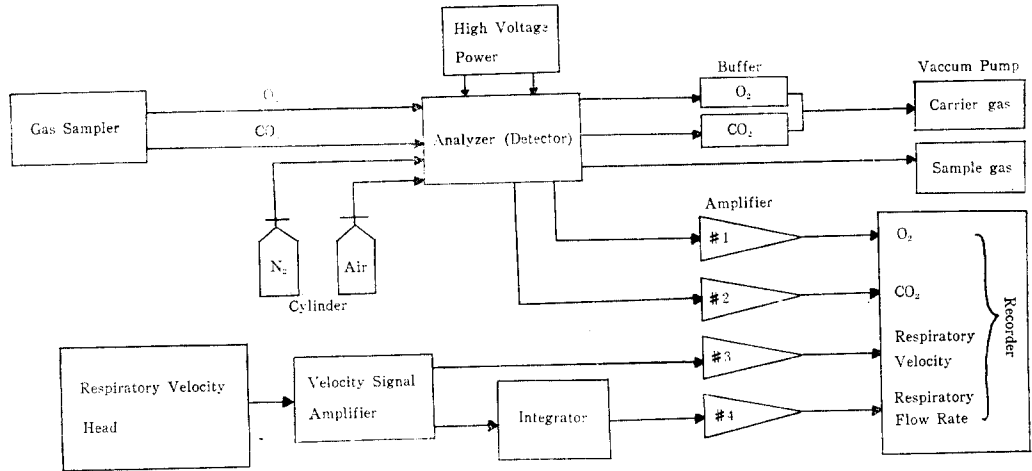 High Voltage
Power
Buffer
Vaccum Pump
O₂
O₂
Carrier gas
Gas Sampler
CO
CO₂
Analyzer (Detector)
Sample gas
Amplifier
#1
O₂
N₂
Air
Cylinder
#2
CO₂
Recorder
Respiratory Velocity
Head
Velocity Signal
Amplifier
#3
Respiratory
Velocity
Integrator
#4
Respiratory
Flow Rate